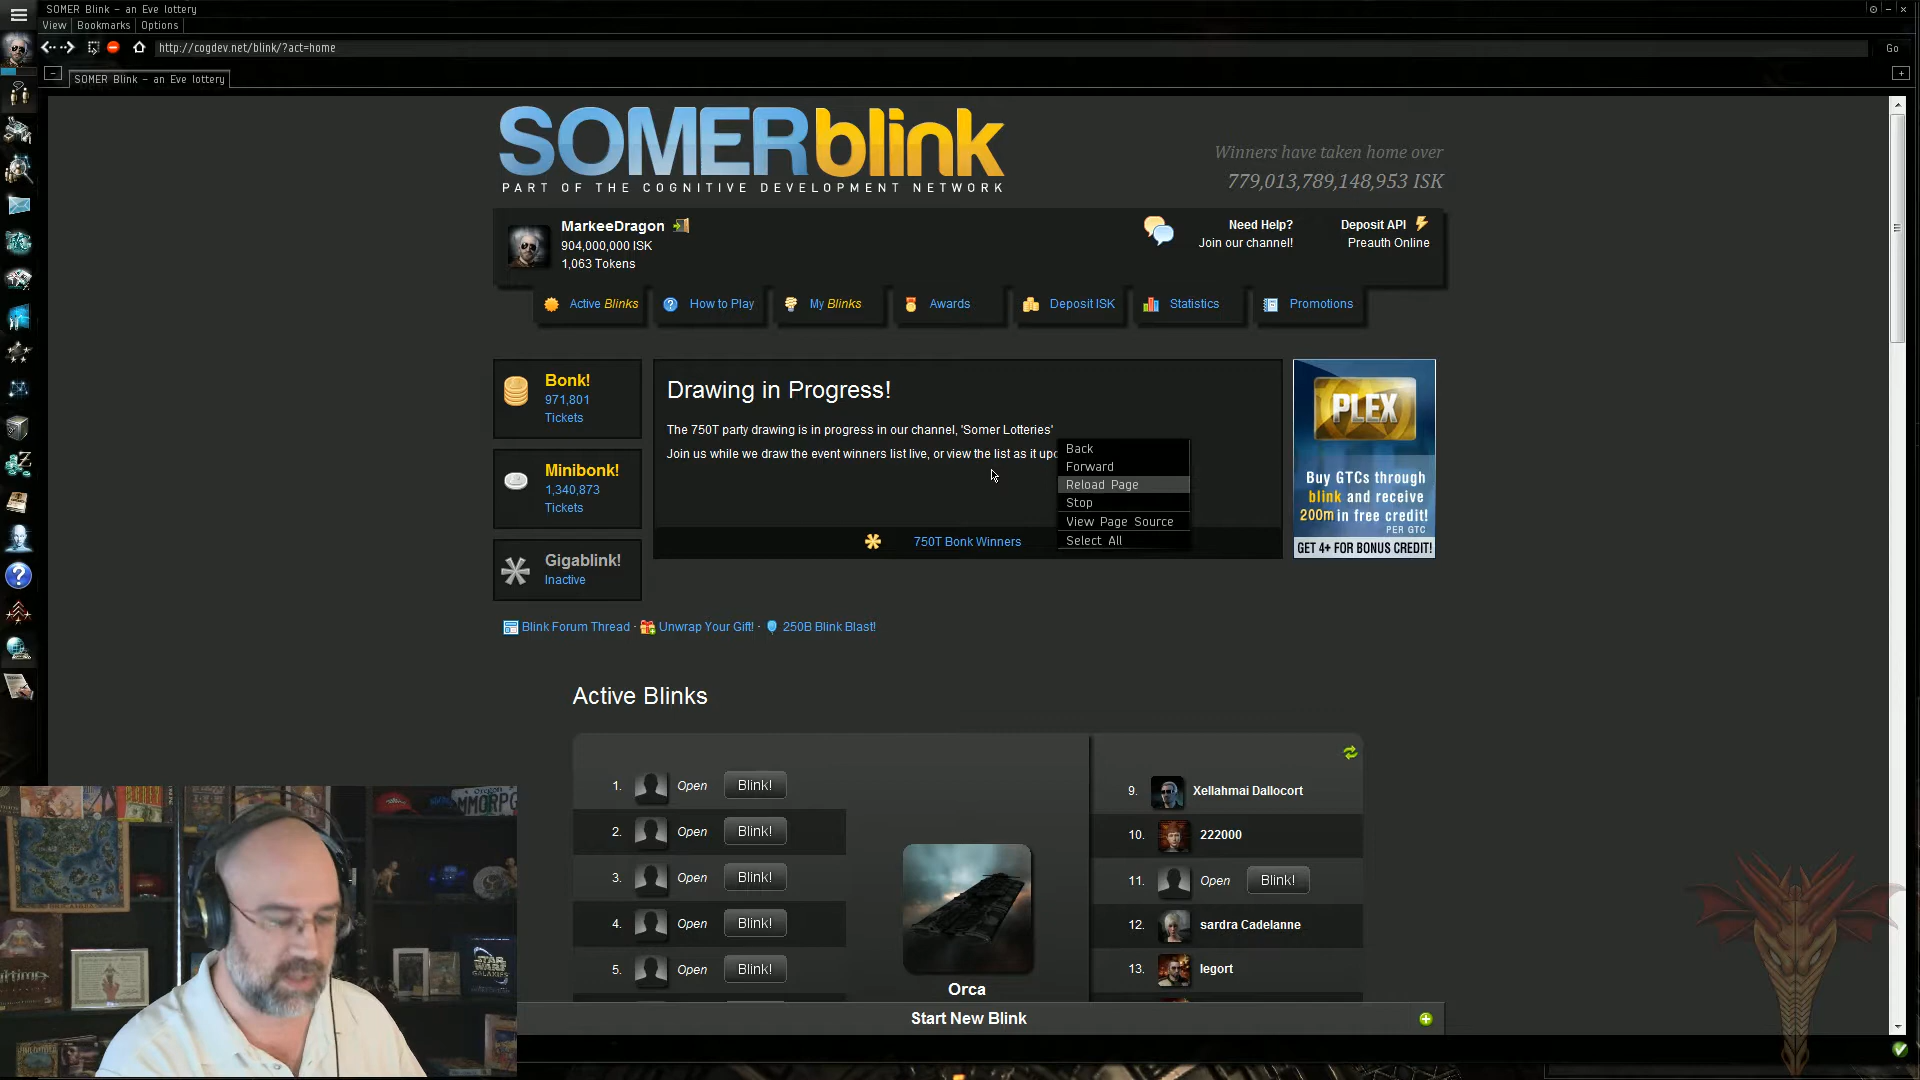 SOMER Blink - an Eve lottery
View Bookmarks Options
http://cogdev.net/blink/?act=home
Go
SOMER Blink - an Eve lottery
SOMERblink
PART OF THE COGNITIVE DEVELOPMENT NETWORK
Winners have taken home over
779,013,789,148,953 ISK
MarkeeDragon
904,000,000 ISK
1,063 Tokens
Need Help?
Join our channel!
Deposit API
Preauth Online
Active Blinks
How to Play
My Blinks
Awards
Deposit ISK
Statistics
Promotions
Bonk!
971,801
Tickets
Minibonk!
1,340,873
Tickets
Gigablink!
Inactive
Drawing in Progress!
The 750T party drawing is in progress in our channel, 'Somer Lotteries'
Join us while we draw the event winners list live, or view the list as it upd
750T Bonk Winners
Back
Forward
Reload Page
Stop
View Page Source
Select All
PLEX
Buy GTCs through
blink and receive
200m in free credit!
PER GTC
GET 4+ FOR BONUS CREDIT!
Blink Forum Thread · Unwrap Your Gift! · 250B Blink Blast!
Active Blinks
1. Open Blink!
2. Open Blink!
3. Open Blink!
4. Open Blink!
5. Open Blink!
Orca
9. Xellahmai Dallocort
10. 222000
11. Open Blink!
12. sardra Cadelanne
13. legort
Start New Blink
MMORPG
STAR WARS
GALAXIES